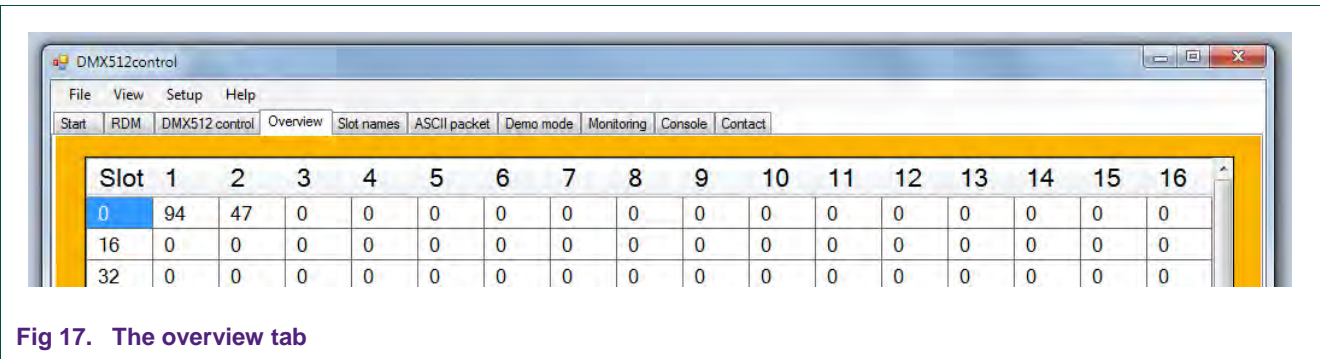 DMX512control
File View Setup Help
Start RDM DMX512 control Overview Slot names ASCII packet Demo mode Monitoring Console Contact
Slot 1 2 3 4 5 6 7 8 9 10 11 12 13 14 15 16
0 94 47 0 0 0 0 0 0 0 0 0 0 0 0 0 0
16 0 0 0 0 0 0 0 0 0 0 0 0 0 0 0 0
32 0 0 0 0 0 0 0 0 0 0 0 0 0 0 0 0
Fig 17. The overview tab